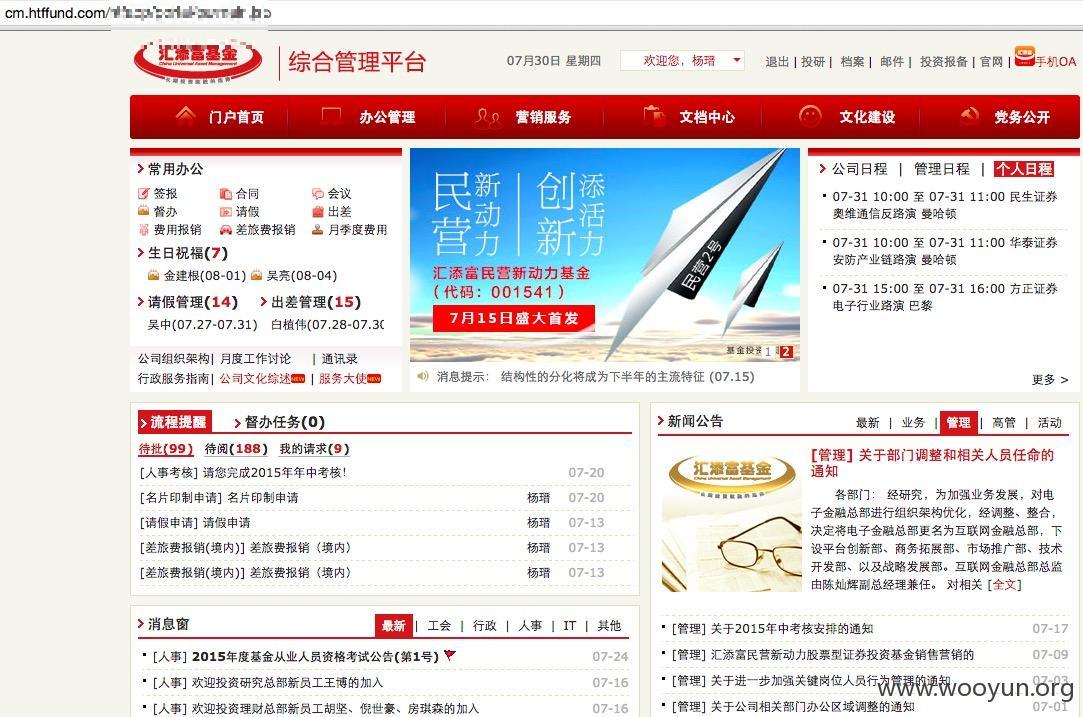 cm.htffund.com/
汇添富基金
China Universal Asset Management
综合管理平台
07月30日 星期四
欢迎您，杨瑨
退出 | 投研 | 档案 | 邮件 | 投资报备 | 官网 | 手机OA
门户首页
办公管理
营销服务
文档中心
文化建设
党务公开
常用办公
签报 合同 会议
督办 请假 出差
费用报销 差旅费报销 月季度费用
生日祝福(7)
金建根(08-01) 吴亮(08-04)
请假管理(14) 出差管理(15)
吴中(07.27-07.31) 白植伟(07.28-07.30
公司组织架构| 月度工作讨论 | 通讯录
行政服务指南| 公司文化综述NEW | 服务大使NEW
民营 新动力 | 创新 添活力
汇添富民营新动力基金
（代码：001541）
7月15日盛大首发
民营2号
基金投资 1 2
消息提示： 结构性的分化将成为下半年的主流特征 (07.15)
公司日程 | 管理日程 | 个人日程
07-31 10:00 至 07-31 11:00 民生证券
奥维通信反路演 曼哈顿
07-31 10:00 至 07-31 11:00 华泰证券
安防产业链路演 曼哈顿
07-31 15:00 至 07-31 16:00 方正证券
电子行业路演 巴黎
更多 >
流程提醒 督办任务(0)
待批(99) 待阅(188) 我的请求(9)
[人事考核] 请您完成2015年年中考核! 07-20
[名片印制申请] 名片印制申请 杨瑨 07-20
[请假申请] 请假申请 杨瑨 07-13
[差旅费报销(境内)] 差旅费报销（境内） 杨瑨 07-13
[差旅费报销(境内)] 差旅费报销（境内） 杨瑨 07-13
消息窗
最新 | 工会 | 行政 | 人事 | IT | 其他
[人事] 2015年度基金从业人员资格考试公告(第1号) 07-24
[人事] 欢迎投资研究总部新员工王博的加入 07-16
[人事] 欢迎投资理财总部新员工胡坚、倪世豪、房琪森的加入 07-16
新闻公告
最新 | 业务 | 管理 | 高管 | 活动
汇添富基金
China Universal Asset Management
[管理] 关于部门调整和相关人员任命的
通知
各部门： 经研究，为加强业务发展，对电
子金融总部进行组织架构优化，经调整、整合，
决定将电子金融总部更名为互联网金融总部，下
设平台创新部、商务拓展部、市场推广部、技术
开发部、以及战略发展部。互联网金融总部总监
由陈灿辉副总经理兼任。 对相关 [全文]
[管理] 关于2015年中考核安排的通知 07-17
[管理] 汇添富民营新动力股票型证券投资基金销售营销的 07-09
[管理] 关于进一步加强关键岗位人员行为管理的通知 07-03
[管理] 关于公司相关部门办公区域调整的通知 07-01
www.wooyun.org